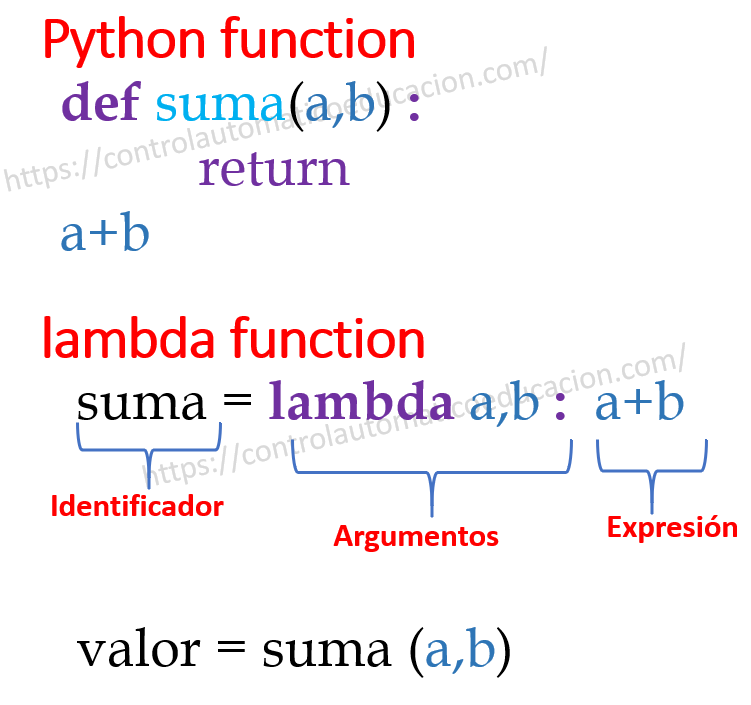 Python function
def suma(a,b) :
https://controlautomaticoeducacion.com/
return
a+b
lambda function
suma = lambda a,b : a+b
https://controlautomaticoeducacion.com/
Identificador
Argumentos
Expresión
valor = suma (a,b)